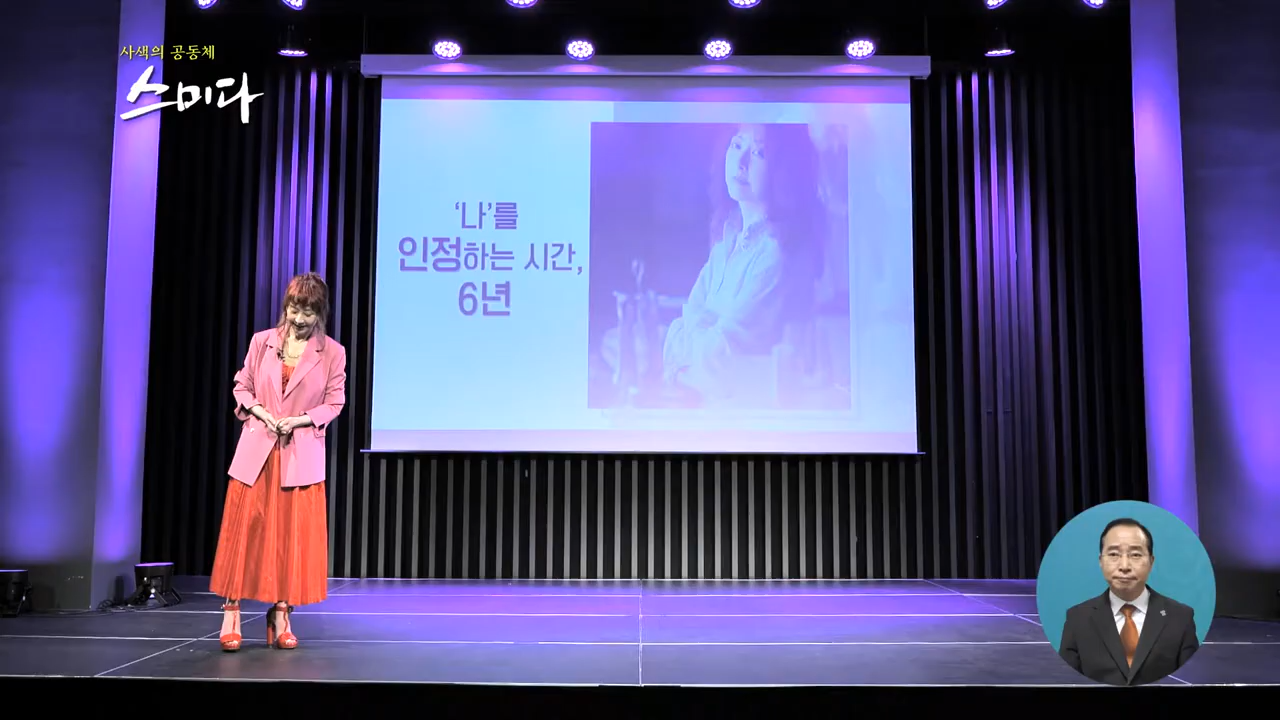 사색의 공동체
스미다
‘나’를
인정하는 시간,
6년